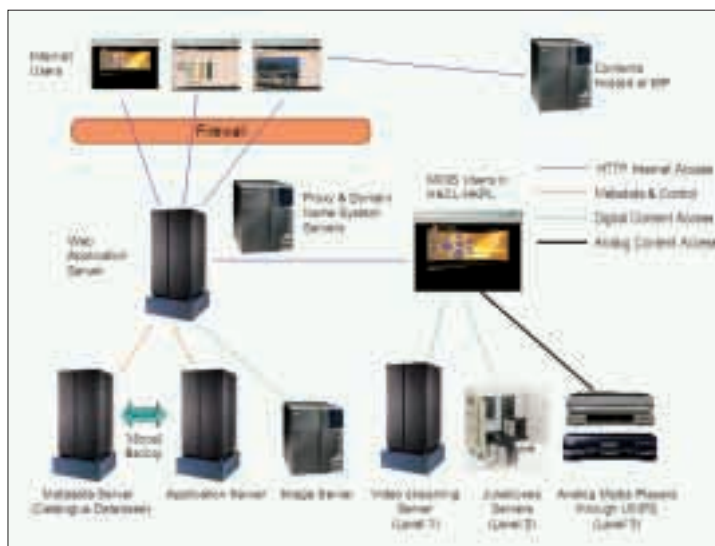 Internet
Users
Contents
hosted at ISP
Firewall
Proxy & Domain
Name System
Servers
Web
Application
Server
Users in
HTTP Internet Access
Metadata & Control
Digital Content Access
Analog Content Access
Mutual
Backup
Metadata Server
(Catalogue Database)
Application Server
Image Server
Video streaming
Server
(Level 1)
Jukeboxes
Servers
(Level 2)
Analog Media Players
through
(Level 3)